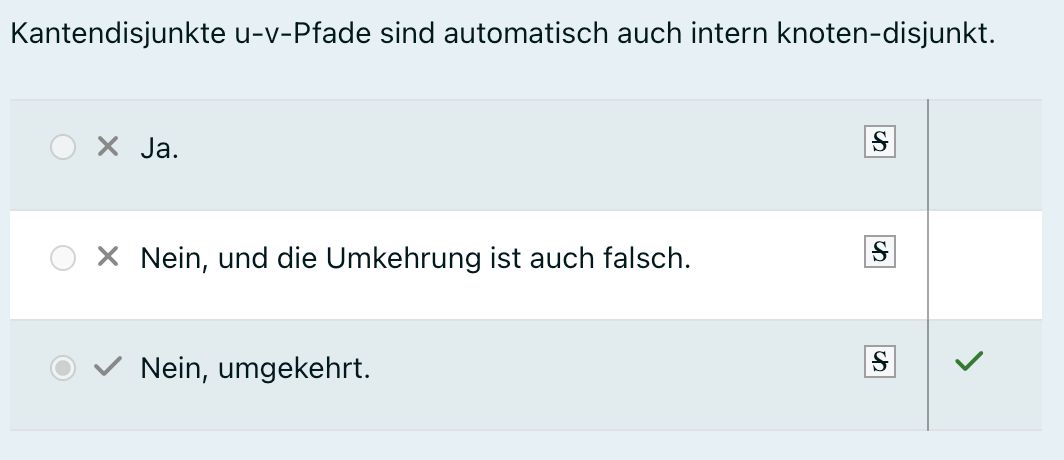 Kantendisjunkte u-v-Pfade sind automatisch auch intern knoten-disjunkt.
Ja.
S
Nein, und die Umkehrung ist auch falsch.
S
Nein, umgekehrt.
S